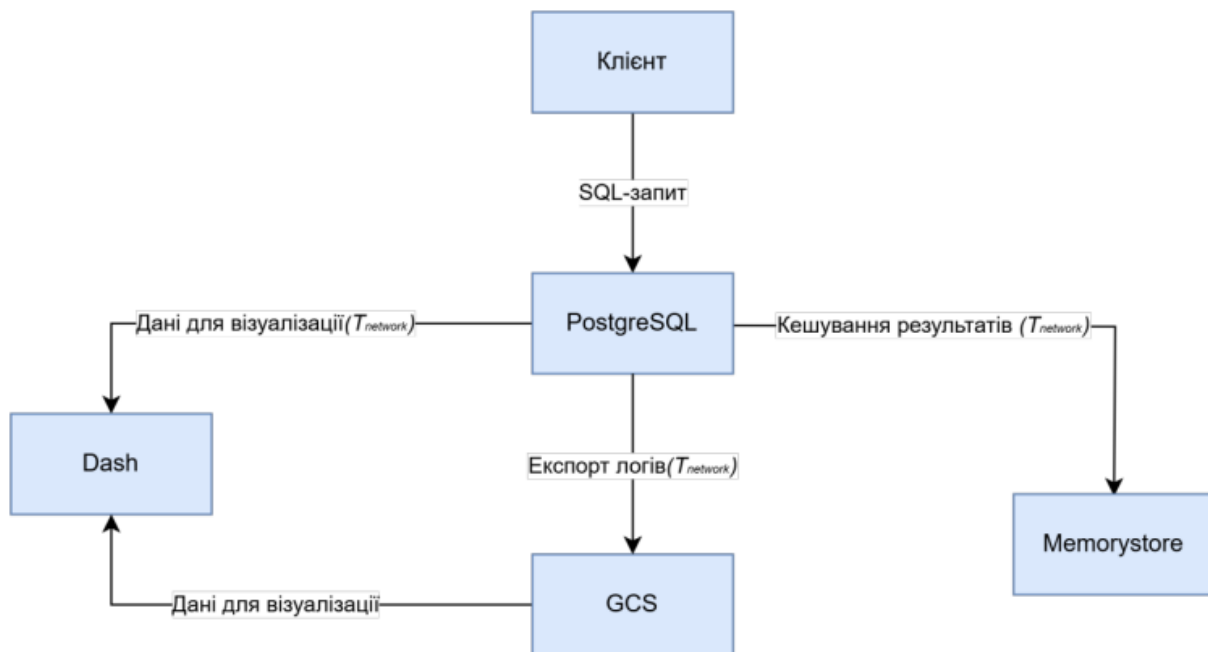 Клієнт
SQL-запит
Дані для візуалізації(Tnetwork)
PostgreSQL
Кешування результатів (Tnetwork)
Dash
Експорт логів(Tnetwork)
Memorystore
Дані для візуалізації
GCS